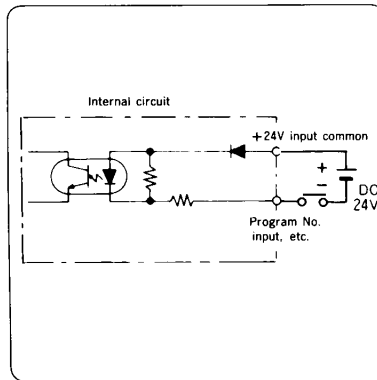 Internal circuit
+24V input common
+
−
DC
24V
Program No.
input, etc.